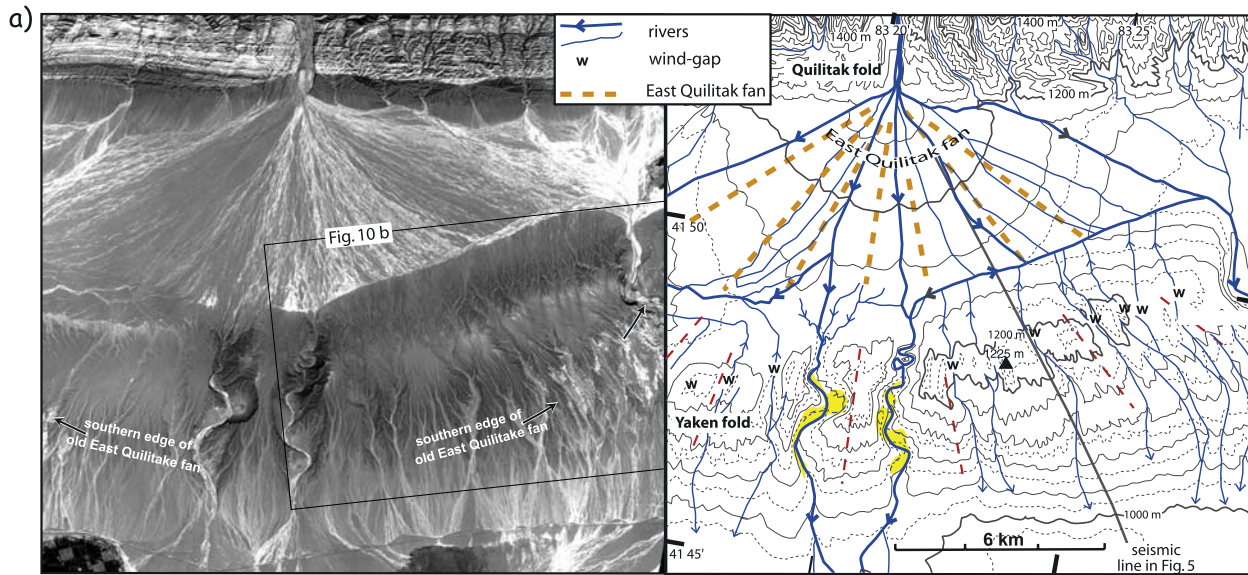 a)
rivers
w wind-gap
East Quilitak fan
Fig. 10 b
southern edge of
old East Quilitake fan
southern edge of
old East Quilitake fan
1400 m
83 20
1400 m
83 25
Quilitak fold
1200 m
East Quilitak fan
41 50'
w
w
w
w
w
1200 m
w
1225 m
w
w
w
w
Yaken fold
1000 m
41 45'
6 km
seismic
line in Fig. 5